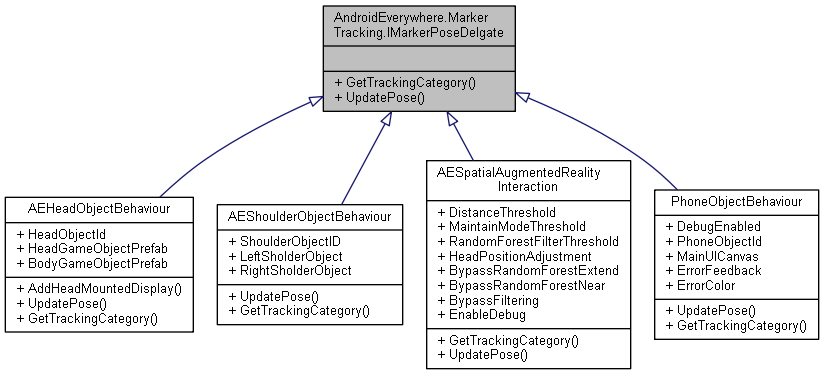 AndroidEverywhere.Marker
Tracking.IMarkerPoseDelgate
+ GetTrackingCategory()
+ UpdatePose()
AEHeadObjectBehaviour
+ HeadObjectId
+ HeadGameObjectPrefab
+ BodyGameObjectPrefab
+ AddHeadMountedDisplay()
+ UpdatePose()
+ GetTrackingCategory()
AEShoulderObjectBehaviour
+ ShoulderObjectID
+ LeftSholderObject
+ RightSholderObject
+ UpdatePose()
+ GetTrackingCategory()
AESpatialAugmentedReality
Interaction
+ DistanceThreshold
+ MaintainModeThreshold
+ RandomForestFilterThreshold
+ HeadPositionAdjustment
+ BypassRandomForestExtend
+ BypassRandomForestNear
+ BypassFiltering
+ EnableDebug
+ GetTrackingCategory()
+ UpdatePose()
PhoneObjectBehaviour
+ DebugEnabled
+ PhoneObjectId
+ MainUICanvas
+ ErrorFeedback
+ ErrorColor
+ UpdatePose()
+ GetTrackingCategory()